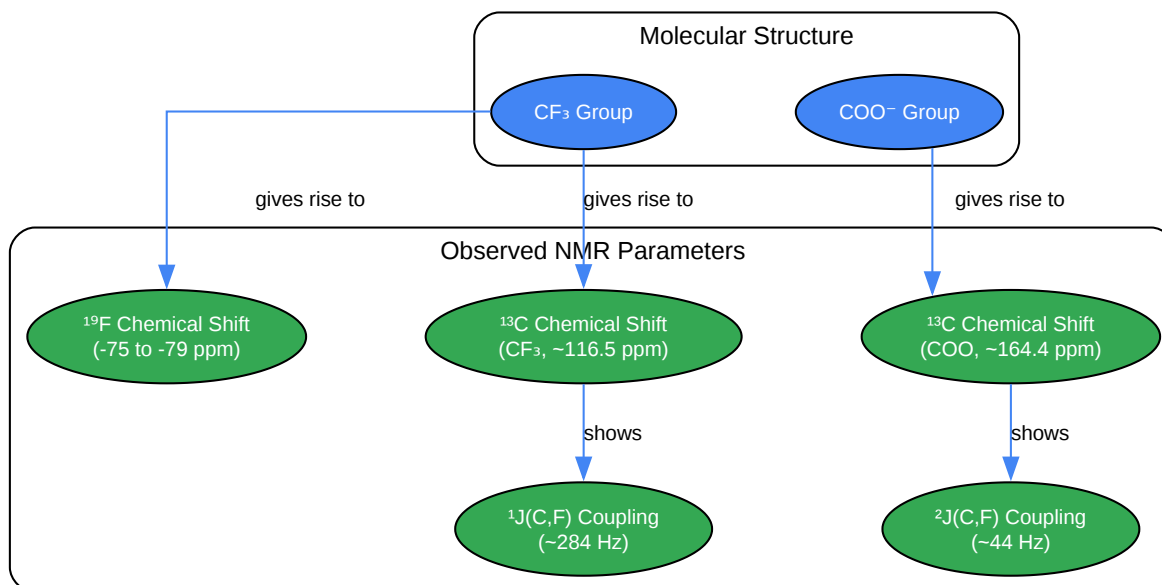 Molecular Structure
CF₃ Group
COO⁻ Group
gives rise to
gives rise to
gives rise to
Observed NMR Parameters
¹⁹F Chemical Shift
(-75 to -79 ppm)
¹³C Chemical Shift
(CF₃, ~116.5 ppm)
¹³C Chemical Shift
(COO, ~164.4 ppm)
shows
shows
¹J(C,F) Coupling
(~284 Hz)
²J(C,F) Coupling
(~44 Hz)